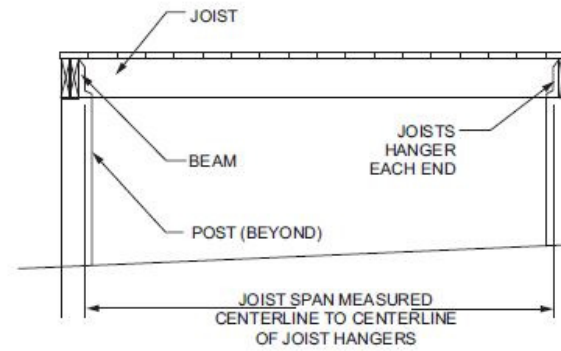 JOIST
JOISTS
HANGER
EACH END
BEAM
POST (BEYOND)
JOIST SPAN MEASURED
CENTERLINE TO CENTERLINE
OF JOIST HANGERS